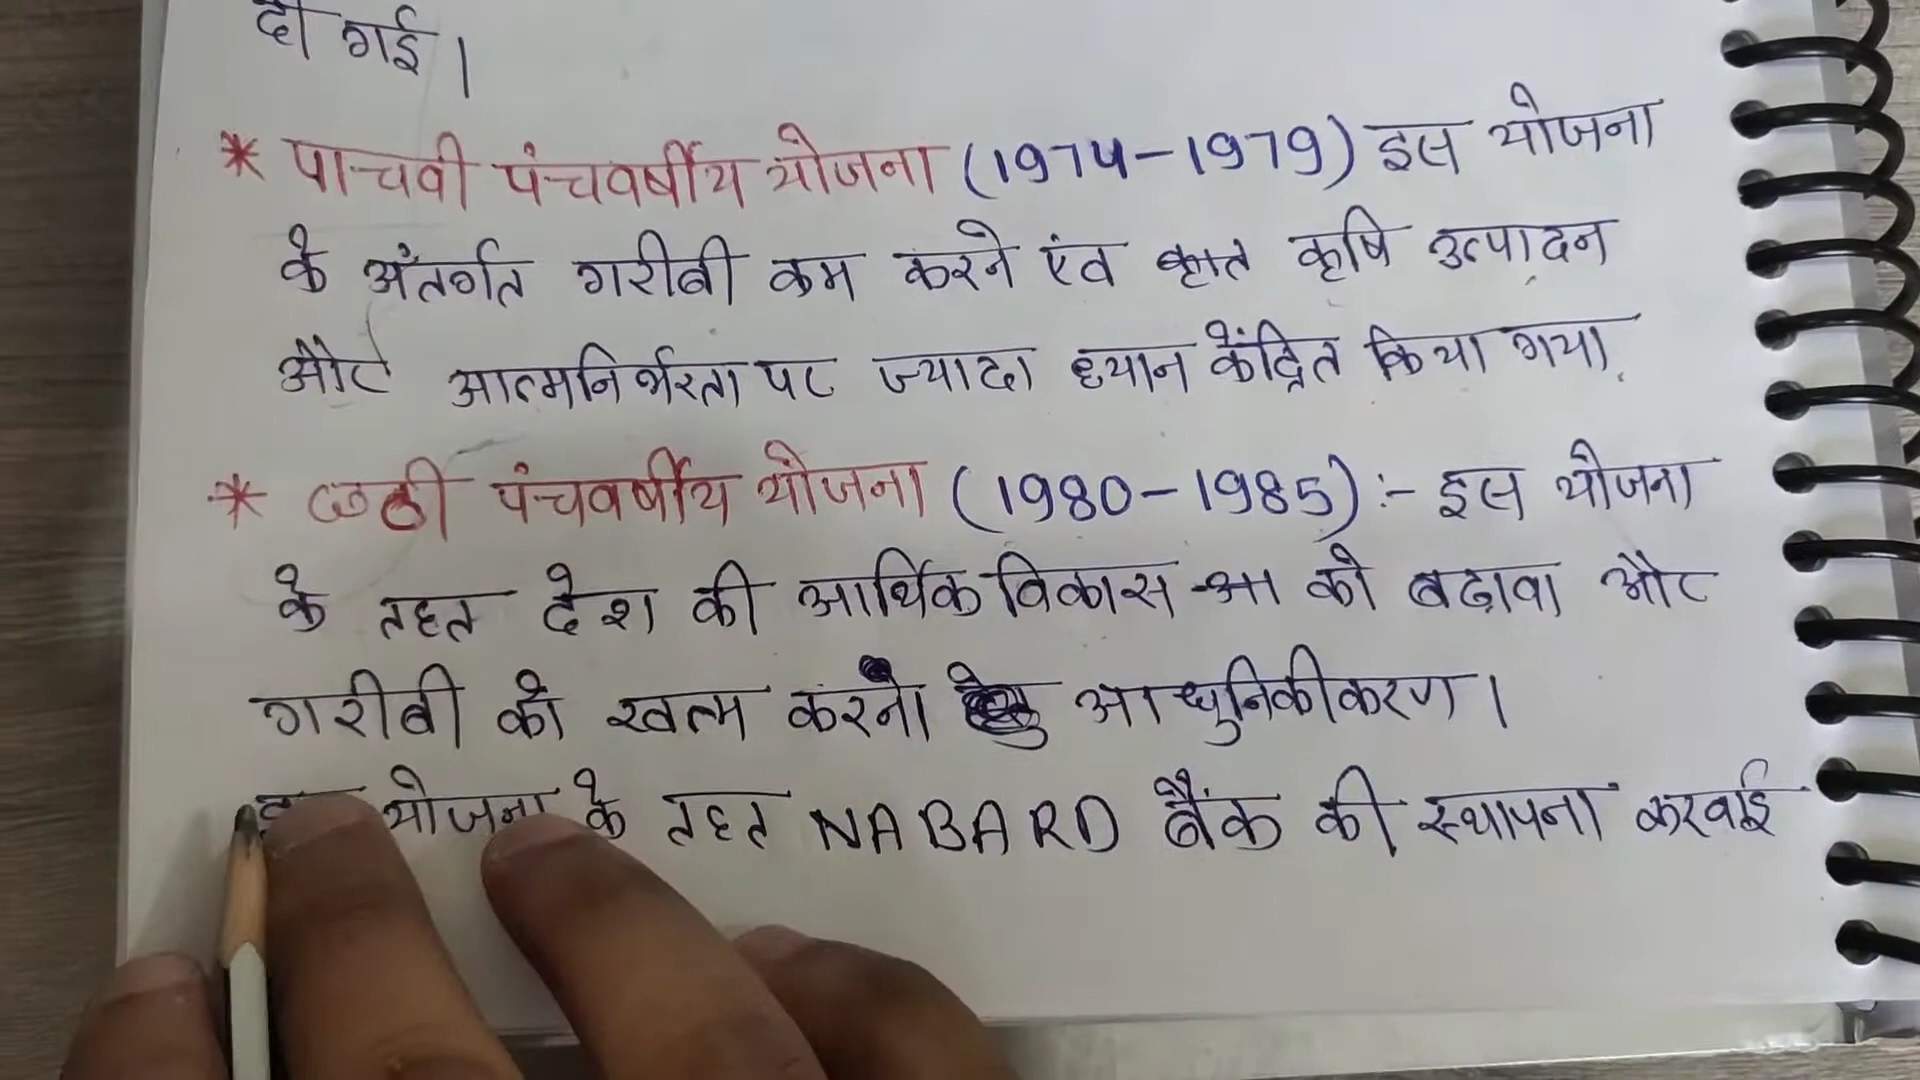 दी गई।
* पाचवी पंचवर्षीय योजना (1974-1979) इस योजना
के अंतर्गत गरीबी कम करने एंव कृषि उत्पादन
और आत्मनिर्भरता पर ज्यादा ध्यान केंद्रित किया गया
* छठी पंचवर्षीय योजना (1980-1985) :- इस योजना
के तहत देश की आर्थिक विकास को बढावा और
गरीबी को खत्म करना आधुनिकीकरण।
योजना के तहत NABARD बैंक की स्थापना करवाई